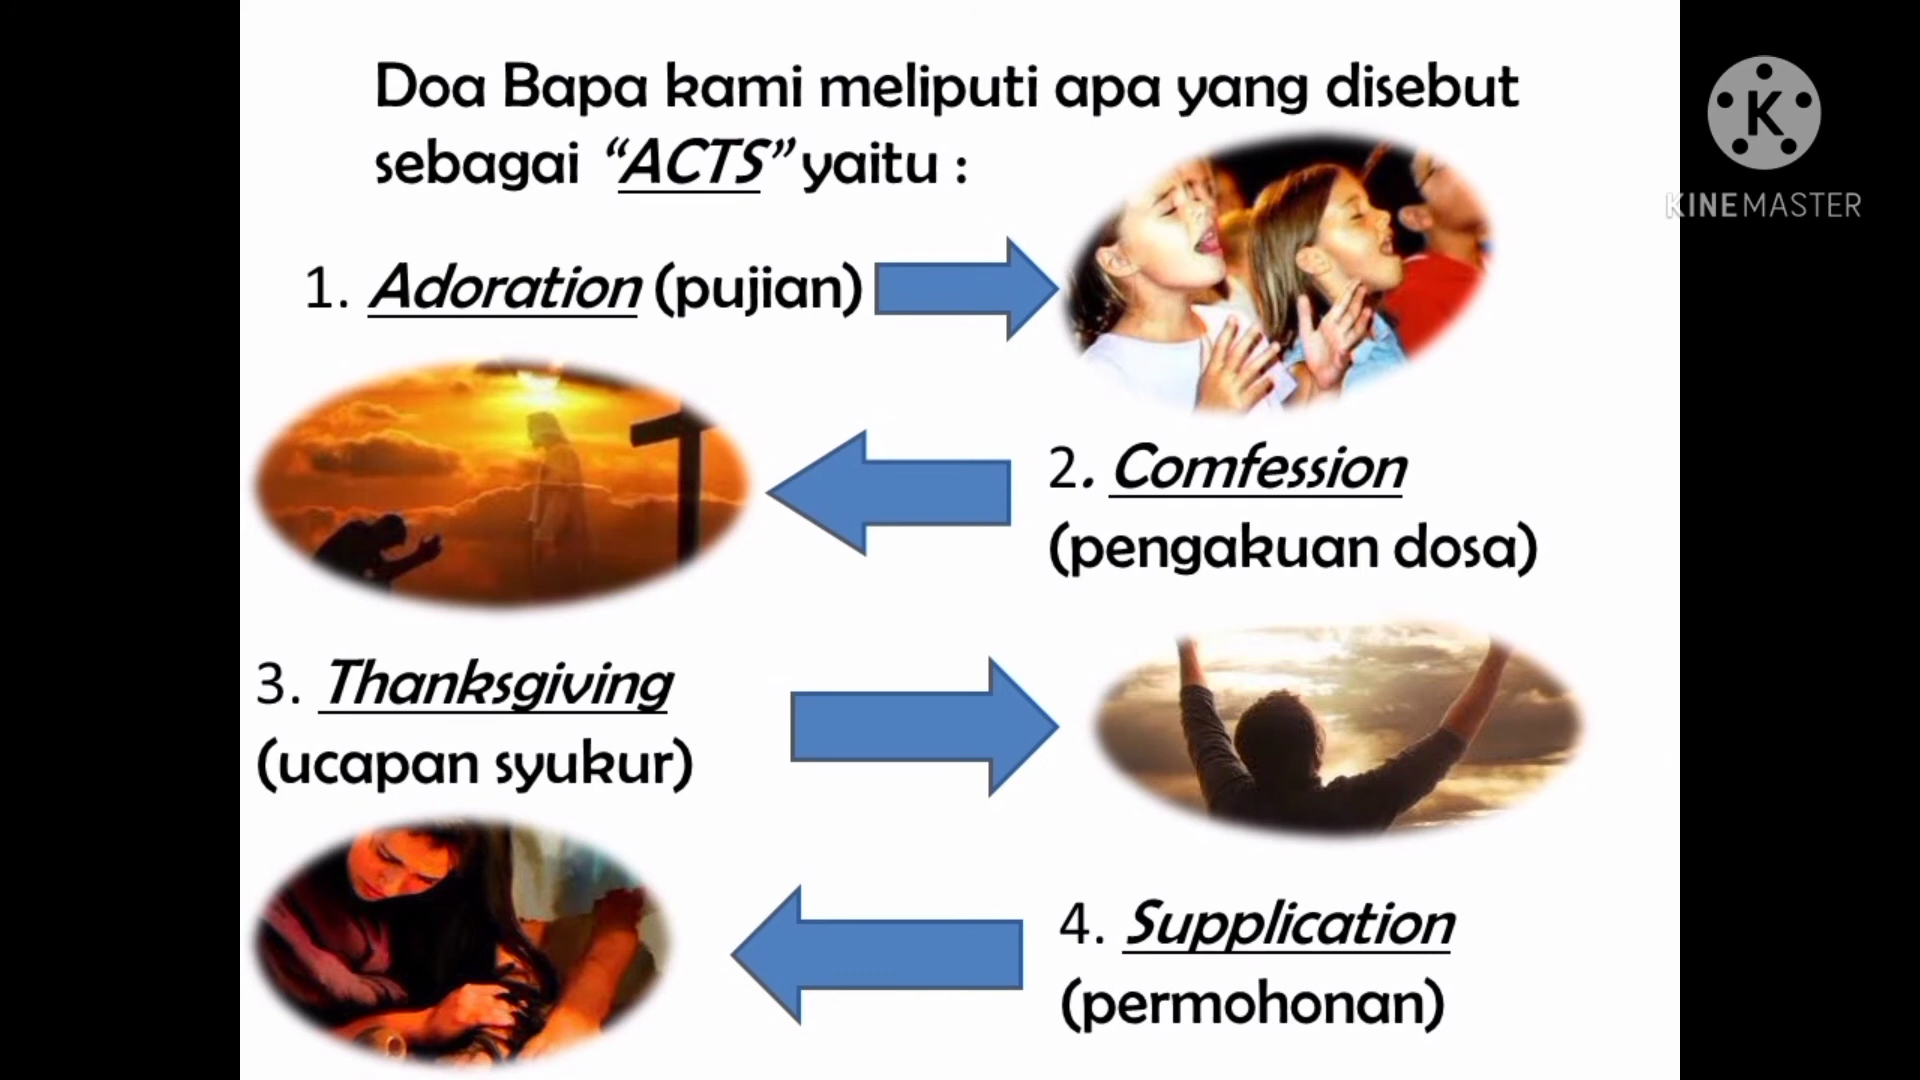 Doa Bapa kami meliputi apa yang disebut
sebagai “ACTS” yaitu :
1. Adoration (pujian)
2. Comfession
(pengakuan dosa)
3. Thanksgiving
(ucapan syukur)
4. Supplication
(permohonan)
K
KINEMASTER